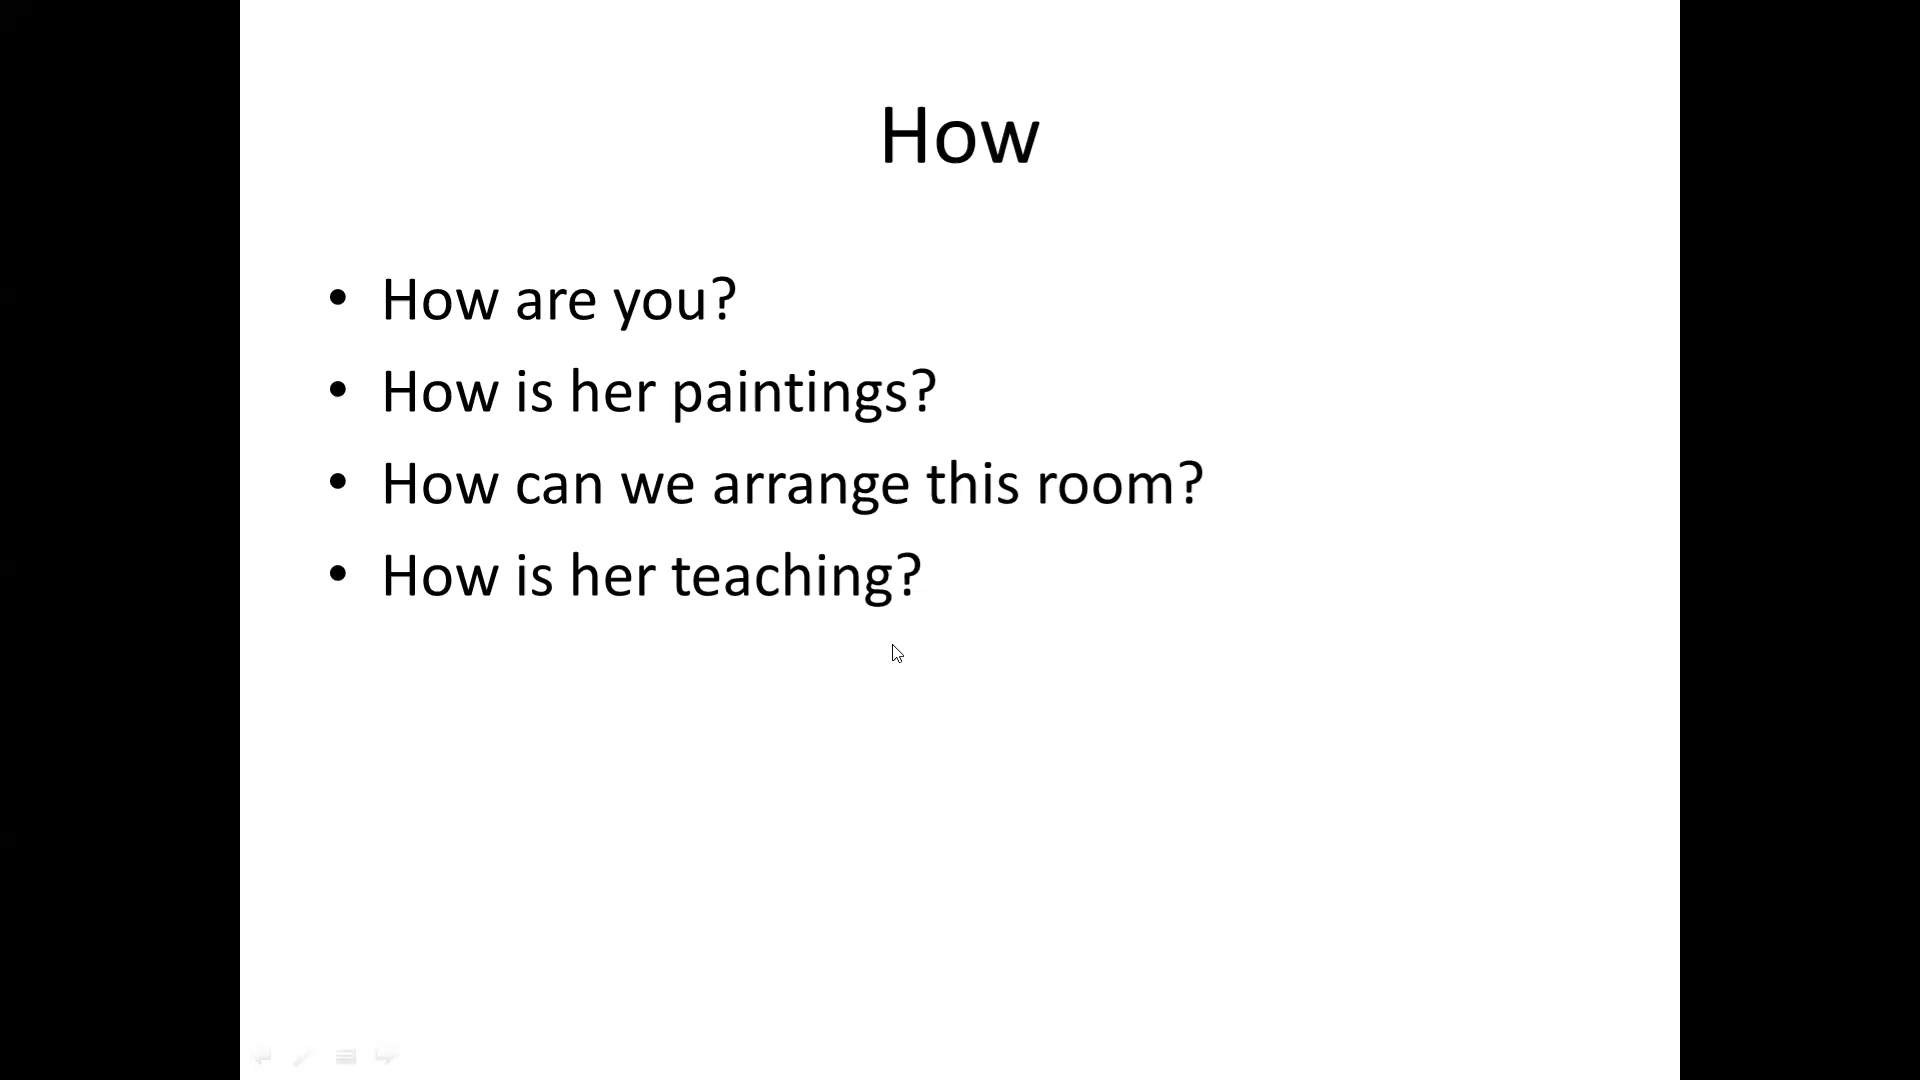 How
• How are you?
• How is her paintings?
• How can we arrange this room?
• How is her teaching?